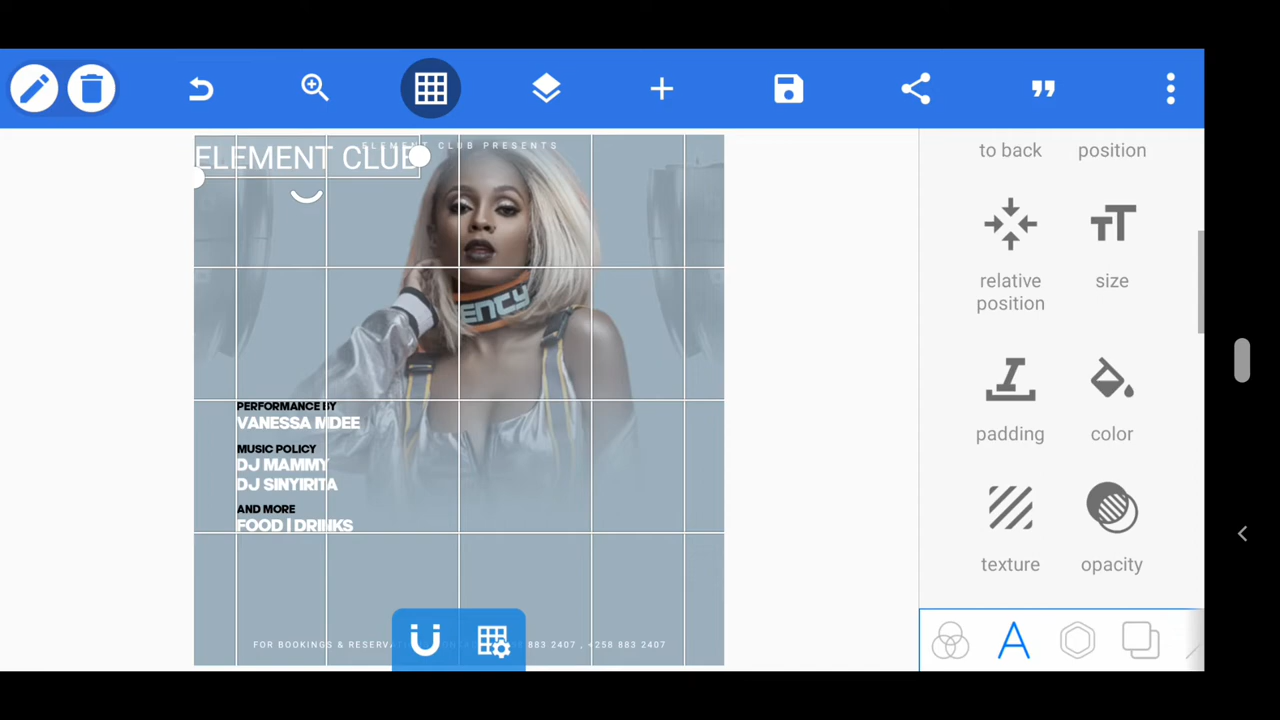 ELEMENT CLUB PRESENTS
ELEMENT CLUB
ENCY
PERFORMANCE BY
VANESSA MDEE
MUSIC POLICY
DJ MAMMY
DJ SINYIRITA
AND MORE
FOOD | DRINKS
FOR BOOKINGS & RESERVA 883 2407 , +258 883 2407
to back
position
relative position
size
padding
color
texture
opacity